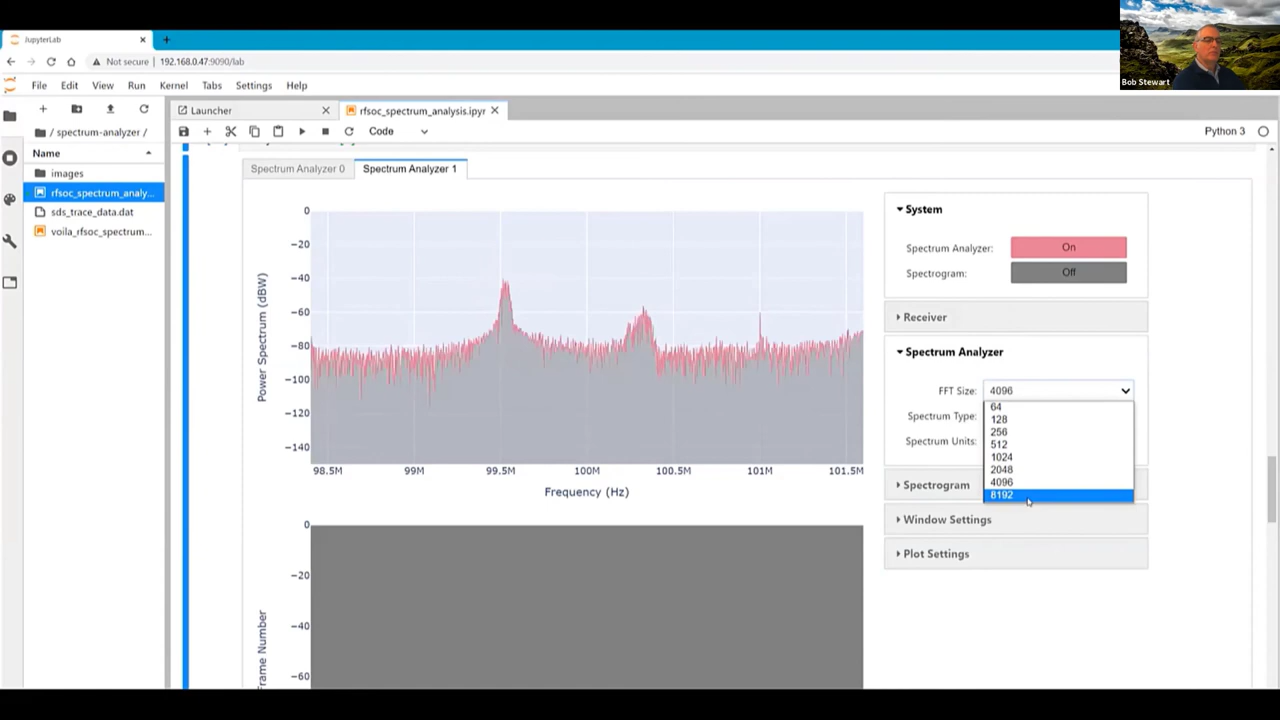 JupyterLab
Not secure | 192.168.0.47:9090/lab
Bob Stewart
File Edit View Run Kernel Tabs Settings Help
Launcher
rfsoc_spectrum_analysis.ipyr
/ spectrum-analyzer /
Code
Python 3
Name
images
rfsoc_spectrum_analy...
sds_trace_data.dat
voila_rfsoc_spectrum...
Spectrum Analyzer 0
Spectrum Analyzer 1
0
−20
−40
−60
−80
−100
−120
−140
Power Spectrum (dBW)
98.5M 99M 99.5M 100M 100.5M 101M 101.5M
Frequency (Hz)
0
−20
−40
−60
Frame Number
System
Spectrum Analyzer: On
Spectrogram: Off
Receiver
Spectrum Analyzer
FFT Size: 4096
64
128
256
512
1024
2048
4096
8192
Spectrum Type:
Spectrum Units:
Spectrogram
Window Settings
Plot Settings